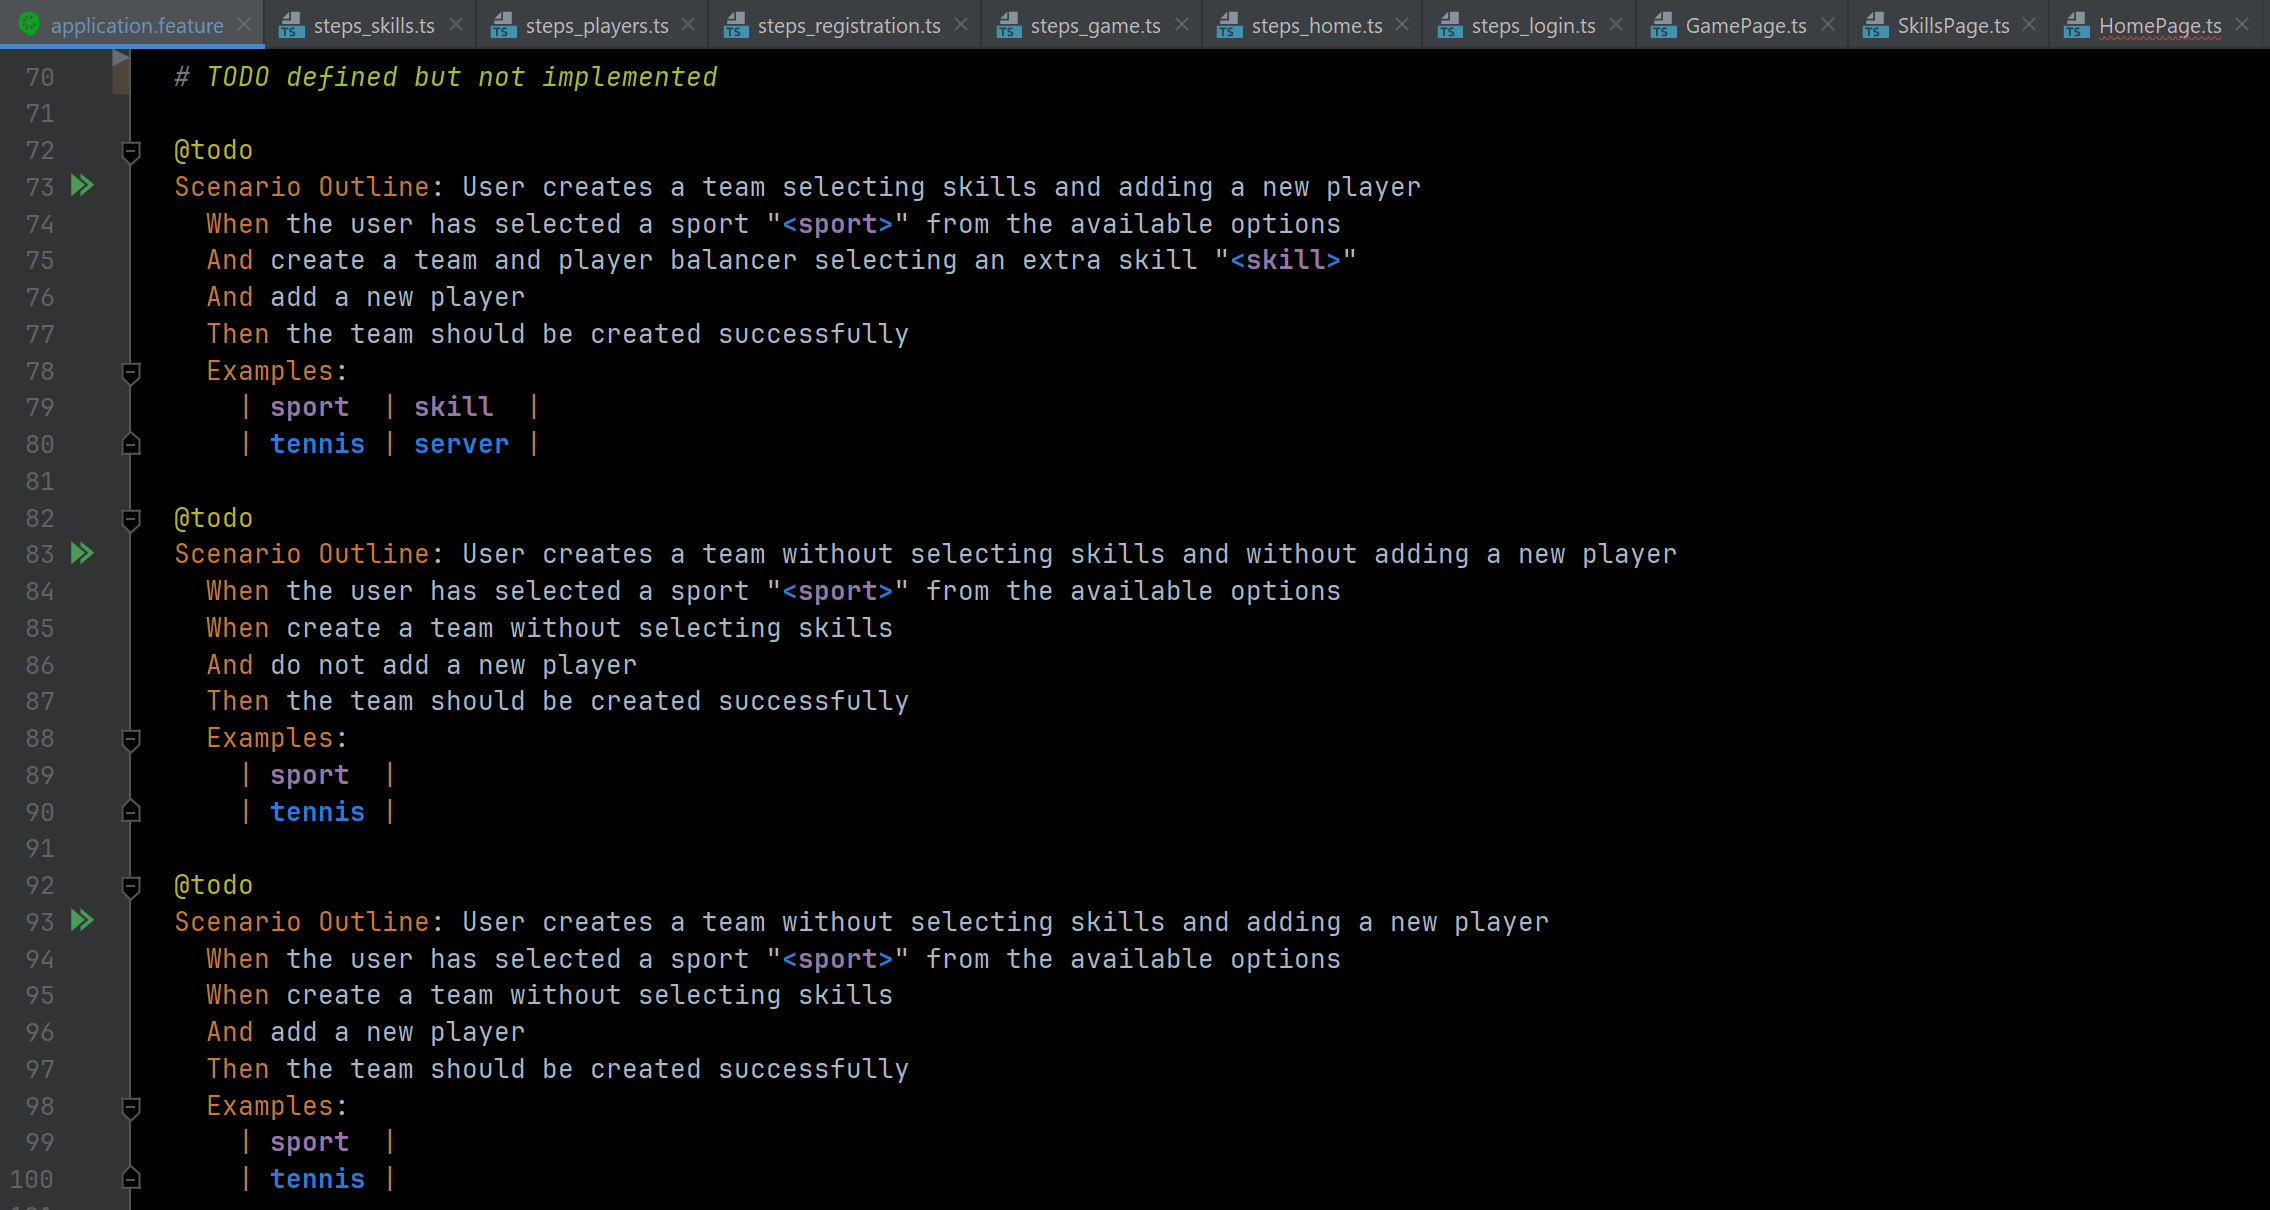 application.feature steps_skills.ts steps_players.ts steps_registration.ts steps_game.ts steps_home.ts steps_login.ts GamePage.ts SkillsPage.ts HomePage.ts
70 # TODO defined but not implemented
71
72 @todo
73 Scenario Outline: User creates a team selecting skills and adding a new player
74 When the user has selected a sport "<sport>" from the available options
75 And create a team and player balancer selecting an extra skill "<skill>"
76 And add a new player
77 Then the team should be created successfully
78 Examples:
79 | sport | skill |
80 | tennis | server |
81
82 @todo
83 Scenario Outline: User creates a team without selecting skills and without adding a new player
84 When the user has selected a sport "<sport>" from the available options
85 When create a team without selecting skills
86 And do not add a new player
87 Then the team should be created successfully
88 Examples:
89 | sport |
90 | tennis |
91
92 @todo
93 Scenario Outline: User creates a team without selecting skills and adding a new player
94 When the user has selected a sport "<sport>" from the available options
95 When create a team without selecting skills
96 And add a new player
97 Then the team should be created successfully
98 Examples:
99 | sport |
100 | tennis |